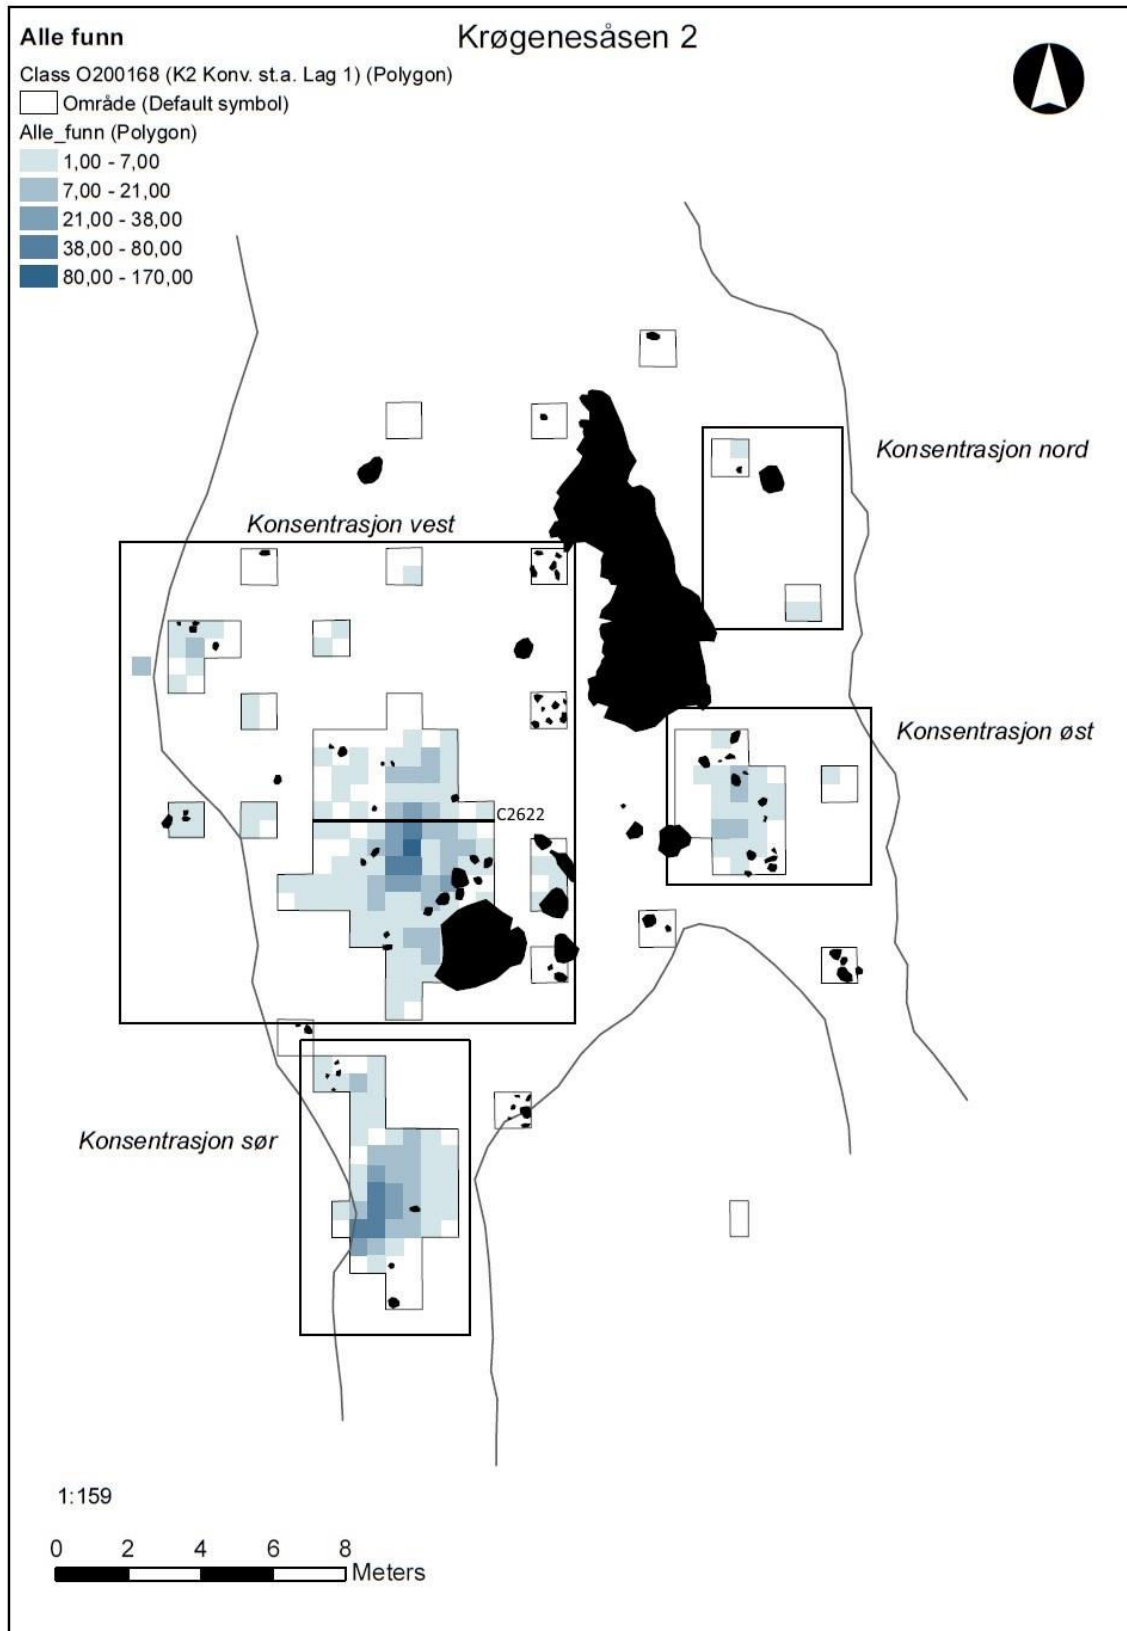 Krøgenesåsen 2
Alle funn
Class O200168 (K2 Konv. st.a. Lag 1) (Polygon)
Område (Default symbol)
Alle_funn (Polygon)
1,00 - 7,00
7,00 - 21,00
21,00 - 38,00
38,00 - 80,00
80,00 - 170,00
Konsentrasjon nord
Konsentrasjon vest
Konsentrasjon øst
C2622
Konsentrasjon sør
1:159
0 2 4 6 8
Meters